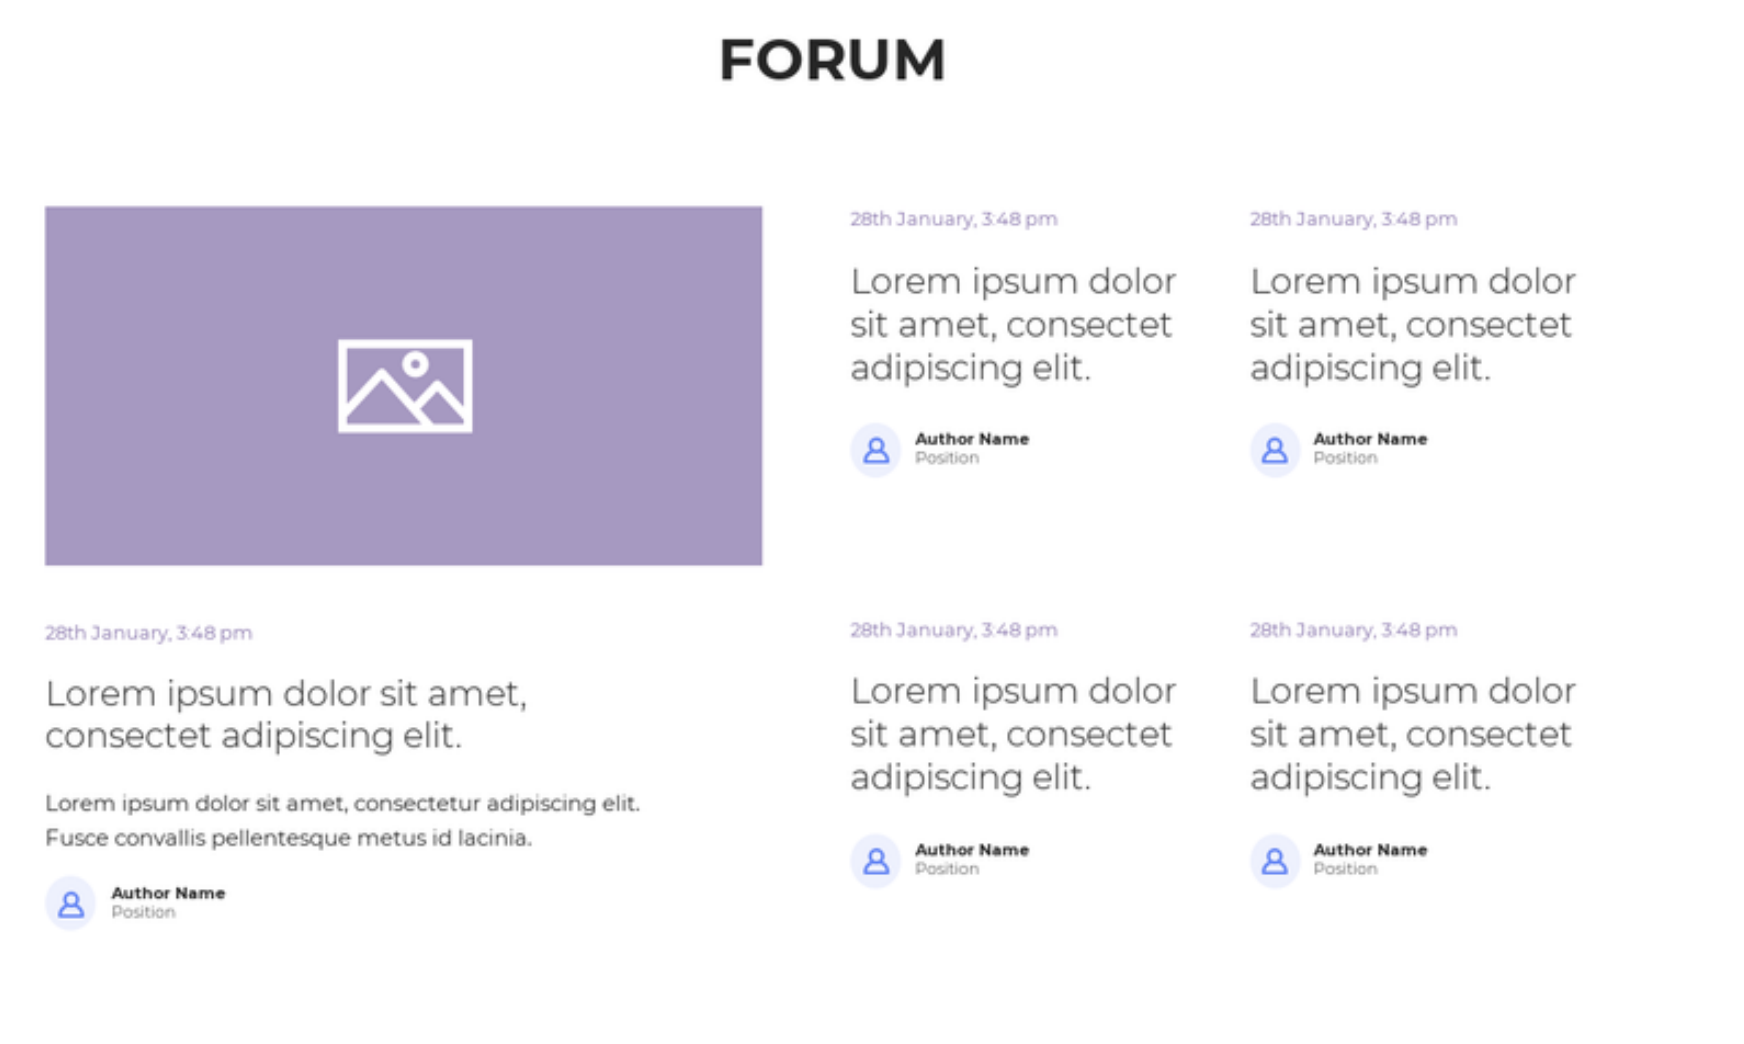 FORUM
28th January, 3:48 pm
Lorem ipsum dolor sit amet,
consectet adipiscing elit.
Lorem ipsum dolor sit amet, consectetur adipiscing elit.
Fusce convallis pellentesque metus id lacinia.
Author Name
Position
28th January, 3:48 pm
Lorem ipsum dolor
sit amet, consectet
adipiscing elit.
Author Name
Position
28th January, 3:48 pm
Lorem ipsum dolor
sit amet, consectet
adipiscing elit.
Author Name
Position
28th January, 3:48 pm
Lorem ipsum dolor
sit amet, consectet
adipiscing elit.
Author Name
Position
28th January, 3:48 pm
Lorem ipsum dolor
sit amet, consectet
adipiscing elit.
Author Name
Position